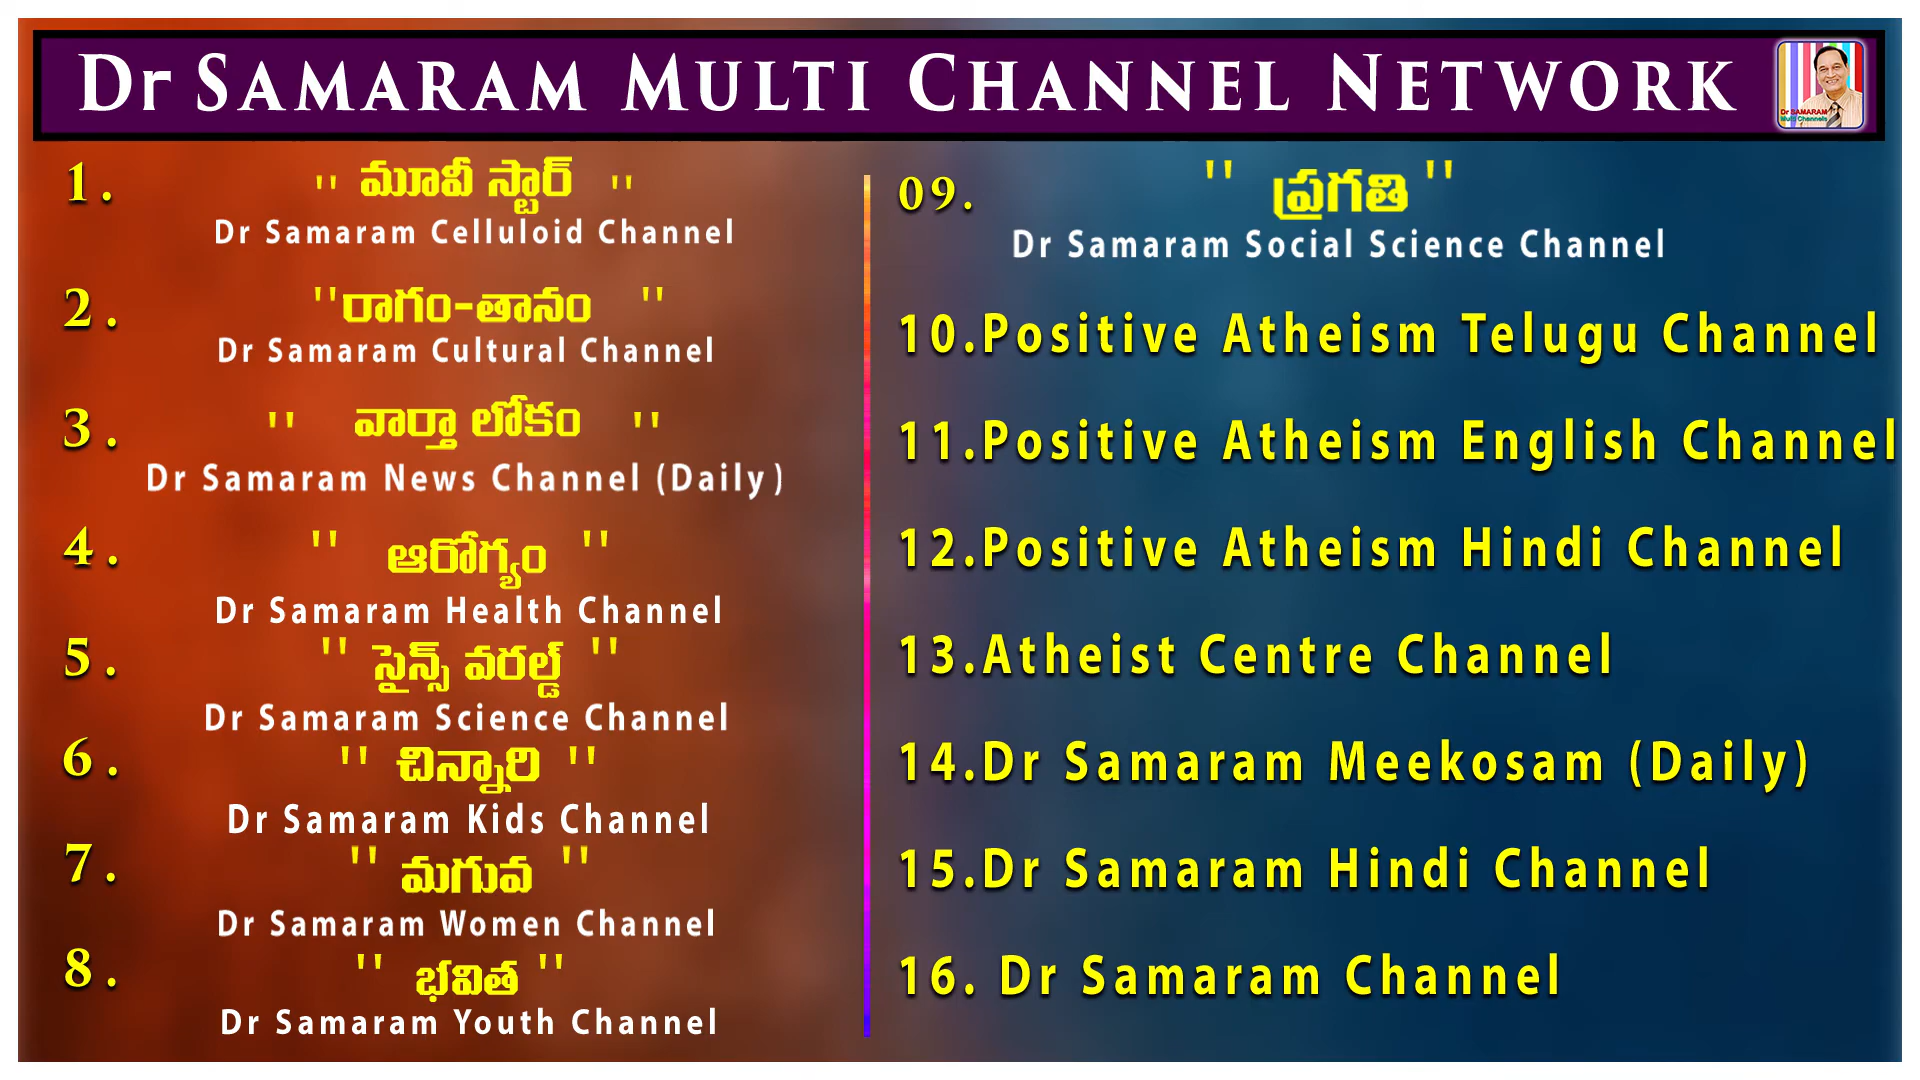 Dr SAMARAM MULTI CHANNEL NETWORK
Dr SAMARAM
Multi Channels
1. " మూవీ స్టార్ "
Dr Samaram Celluloid Channel
2. "రాగం-తానం "
Dr Samaram Cultural Channel
3. " వార్తా లోకం "
Dr Samaram News Channel (Daily)
4. " ఆరోగ్యం "
Dr Samaram Health Channel
5. " సైన్స్ వరల్డ్ "
Dr Samaram Science Channel
6. " చిన్నారి "
Dr Samaram Kids Channel
7. " మగువ "
Dr Samaram Women Channel
8. " భవిత "
Dr Samaram Youth Channel
09. " ప్రగతి "
Dr Samaram Social Science Channel
10.Positive Atheism Telugu Channel
11.Positive Atheism English Channel
12.Positive Atheism Hindi Channel
13.Atheist Centre Channel
14.Dr Samaram Meekosam (Daily)
15.Dr Samaram Hindi Channel
16. Dr Samaram Channel